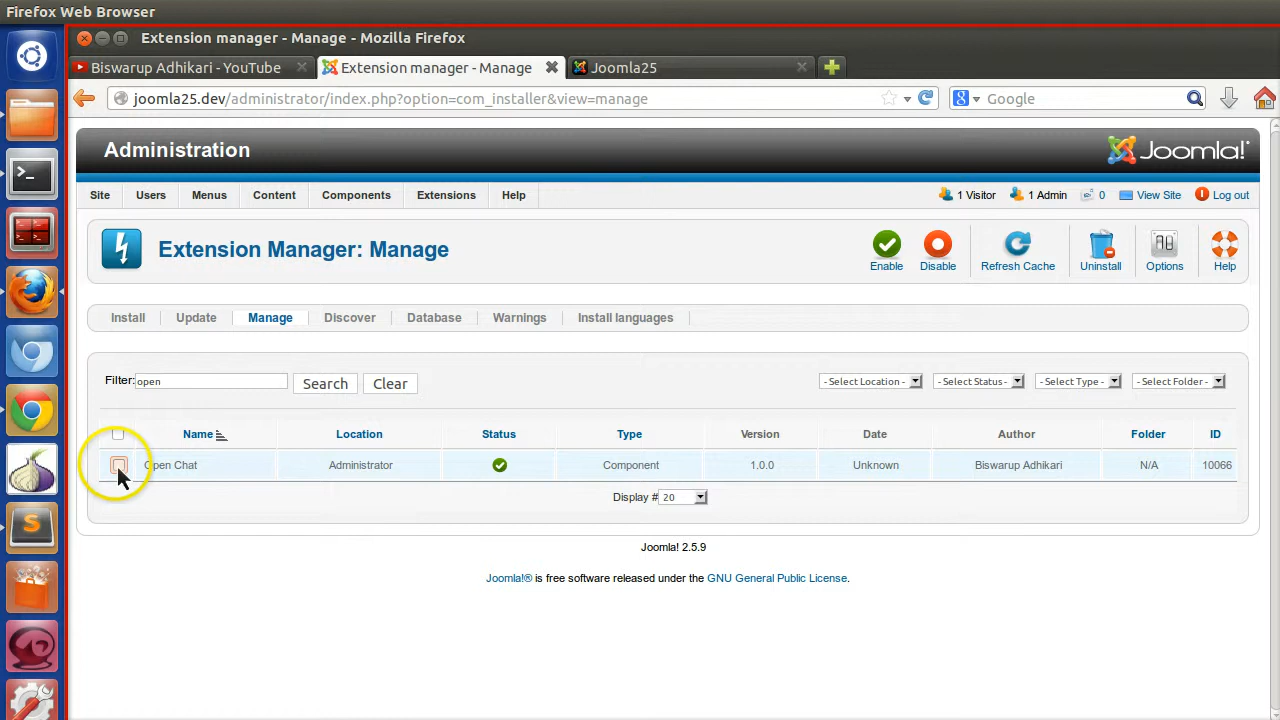 Firefox Web Browser
Extension manager - Manage - Mozilla Firefox
Biswarup Adhikari - YouTube
Extension manager - Manage
Joomla25
joomla25.dev/administrator/index.php?option=com_installer&view=manage
Google
Administration
Joomla!®
Site Users Menus Content Components Extensions Help
1 Visitor 1 Admin 0 View Site Log out
Extension Manager: Manage
Enable Disable Refresh Cache Uninstall Options Help
Install Update Manage Discover Database Warnings Install languages
Filter: open Search Clear - Select Location - - Select Status - - Select Type - - Select Folder -
Name Location Status Type Version Date Author Folder ID
Open Chat Administrator Component 1.0.0 Unknown Biswarup Adhikari N/A 10066
Display # 20
Joomla! 2.5.9
Joomla!® is free software released under the GNU General Public License.